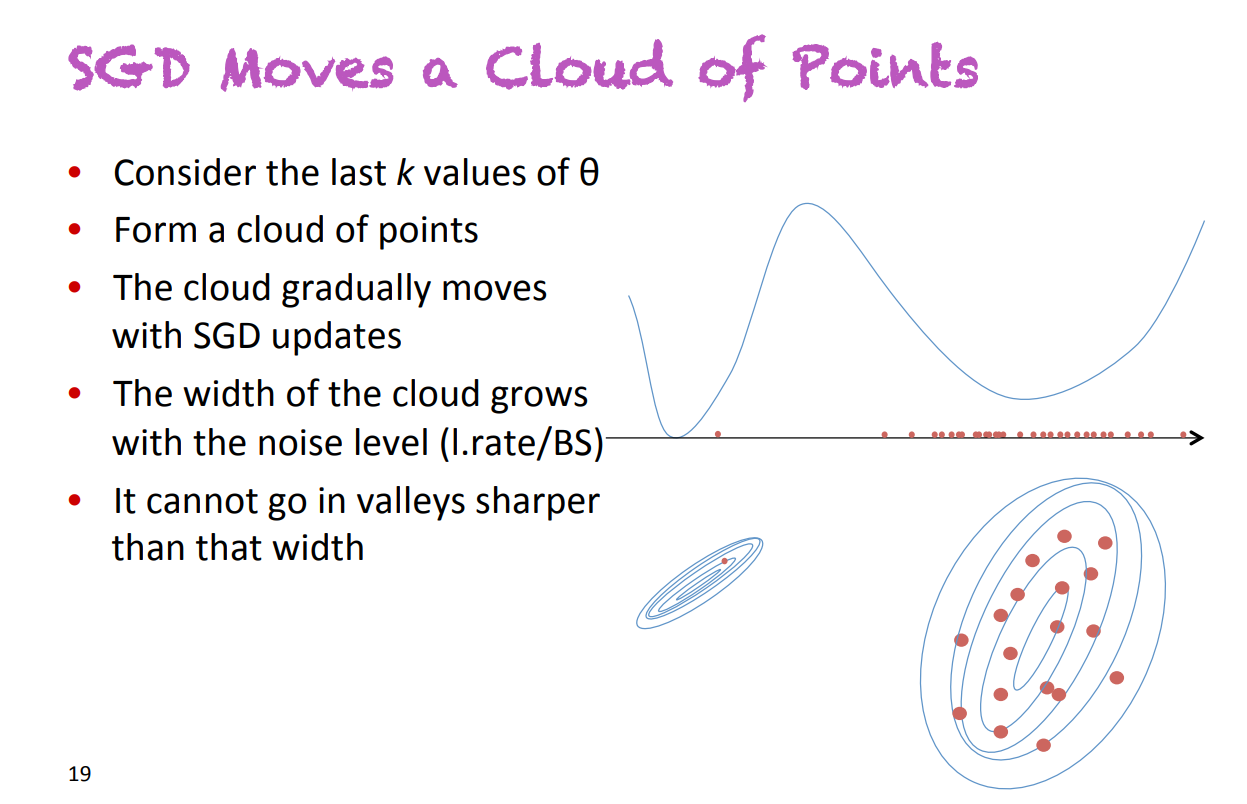 SGD Moves a Cloud of Points
• Consider the last k values of θ
• Form a cloud of points
• The cloud gradually moves
with SGD updates
• The width of the cloud grows
with the noise level (l.rate/BS)
• It cannot go in valleys sharper
than that width
19